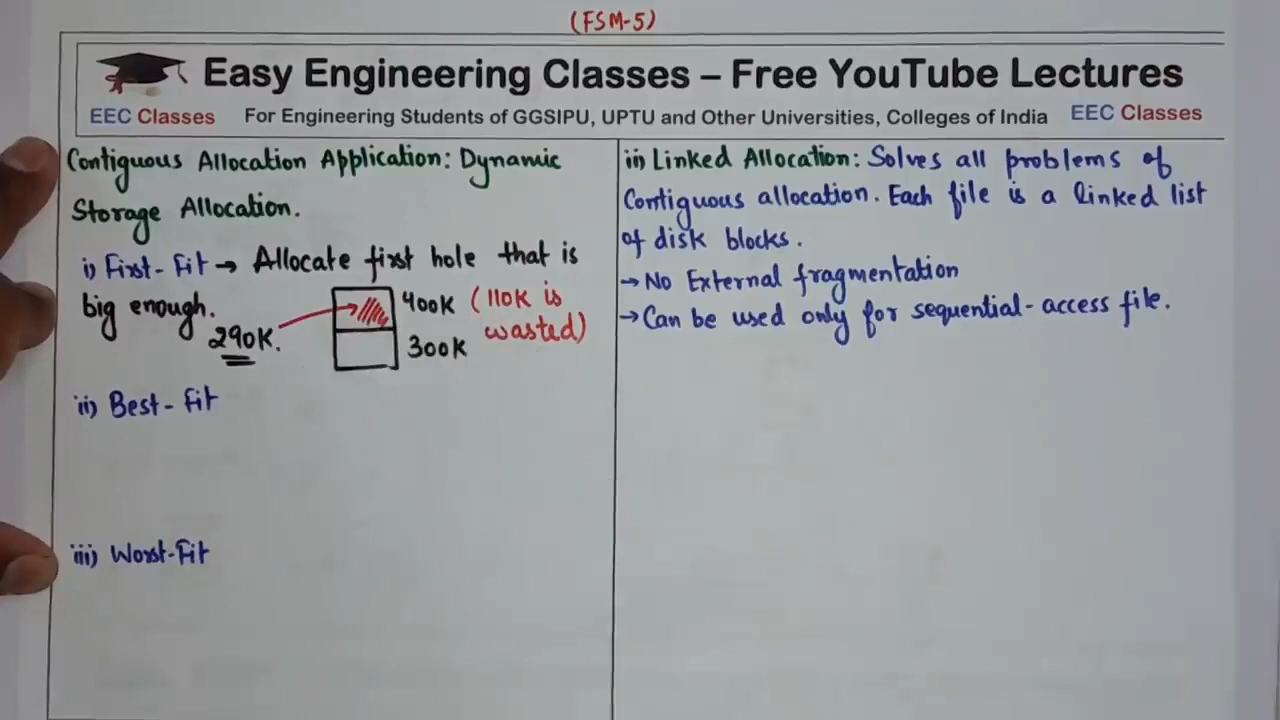 (FSM-5)
Easy Engineering Classes – Free YouTube Lectures
EEC Classes For Engineering Students of GGSIPU, UPTU and Other Universities, Colleges of India EEC Classes
Contiguous Allocation Application: Dynamic
Storage Allocation.
i) First-Fit → Allocate first hole that is
big enough.
290K.
400K (110K is
wasted)
300K
ii) Best-Fit
iii) Worst-Fit
ii) Linked Allocation: Solves all problems of
Contiguous allocation. Each file is a linked list
of disk blocks.
→ No External fragmentation
→ Can be used only for sequential-access file.